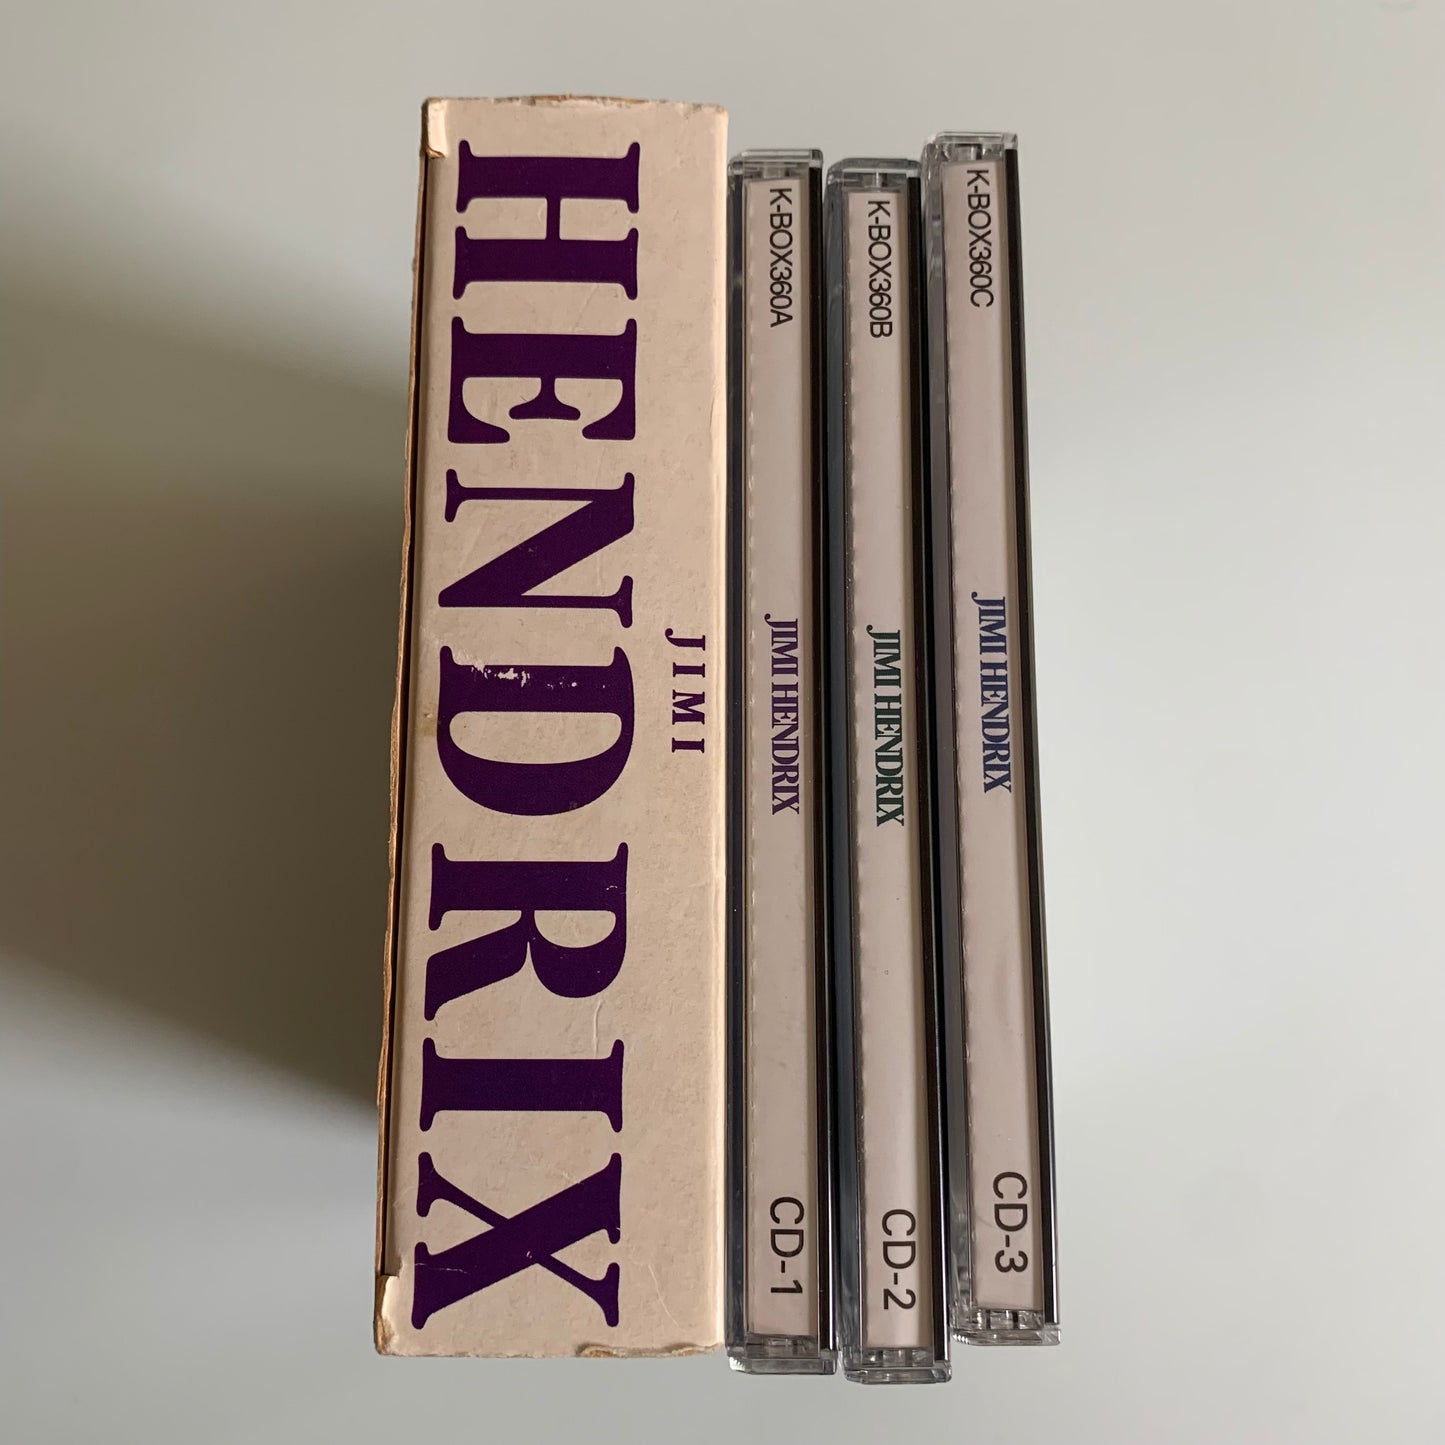 JIMI
HENDRIX
K-BOX360A
JIMI HENDRIX
CD-1
K-BOX360B
JIMI HENDRIX
CD-2
K-BOX360C
JIMI HENDRIX
CD-3